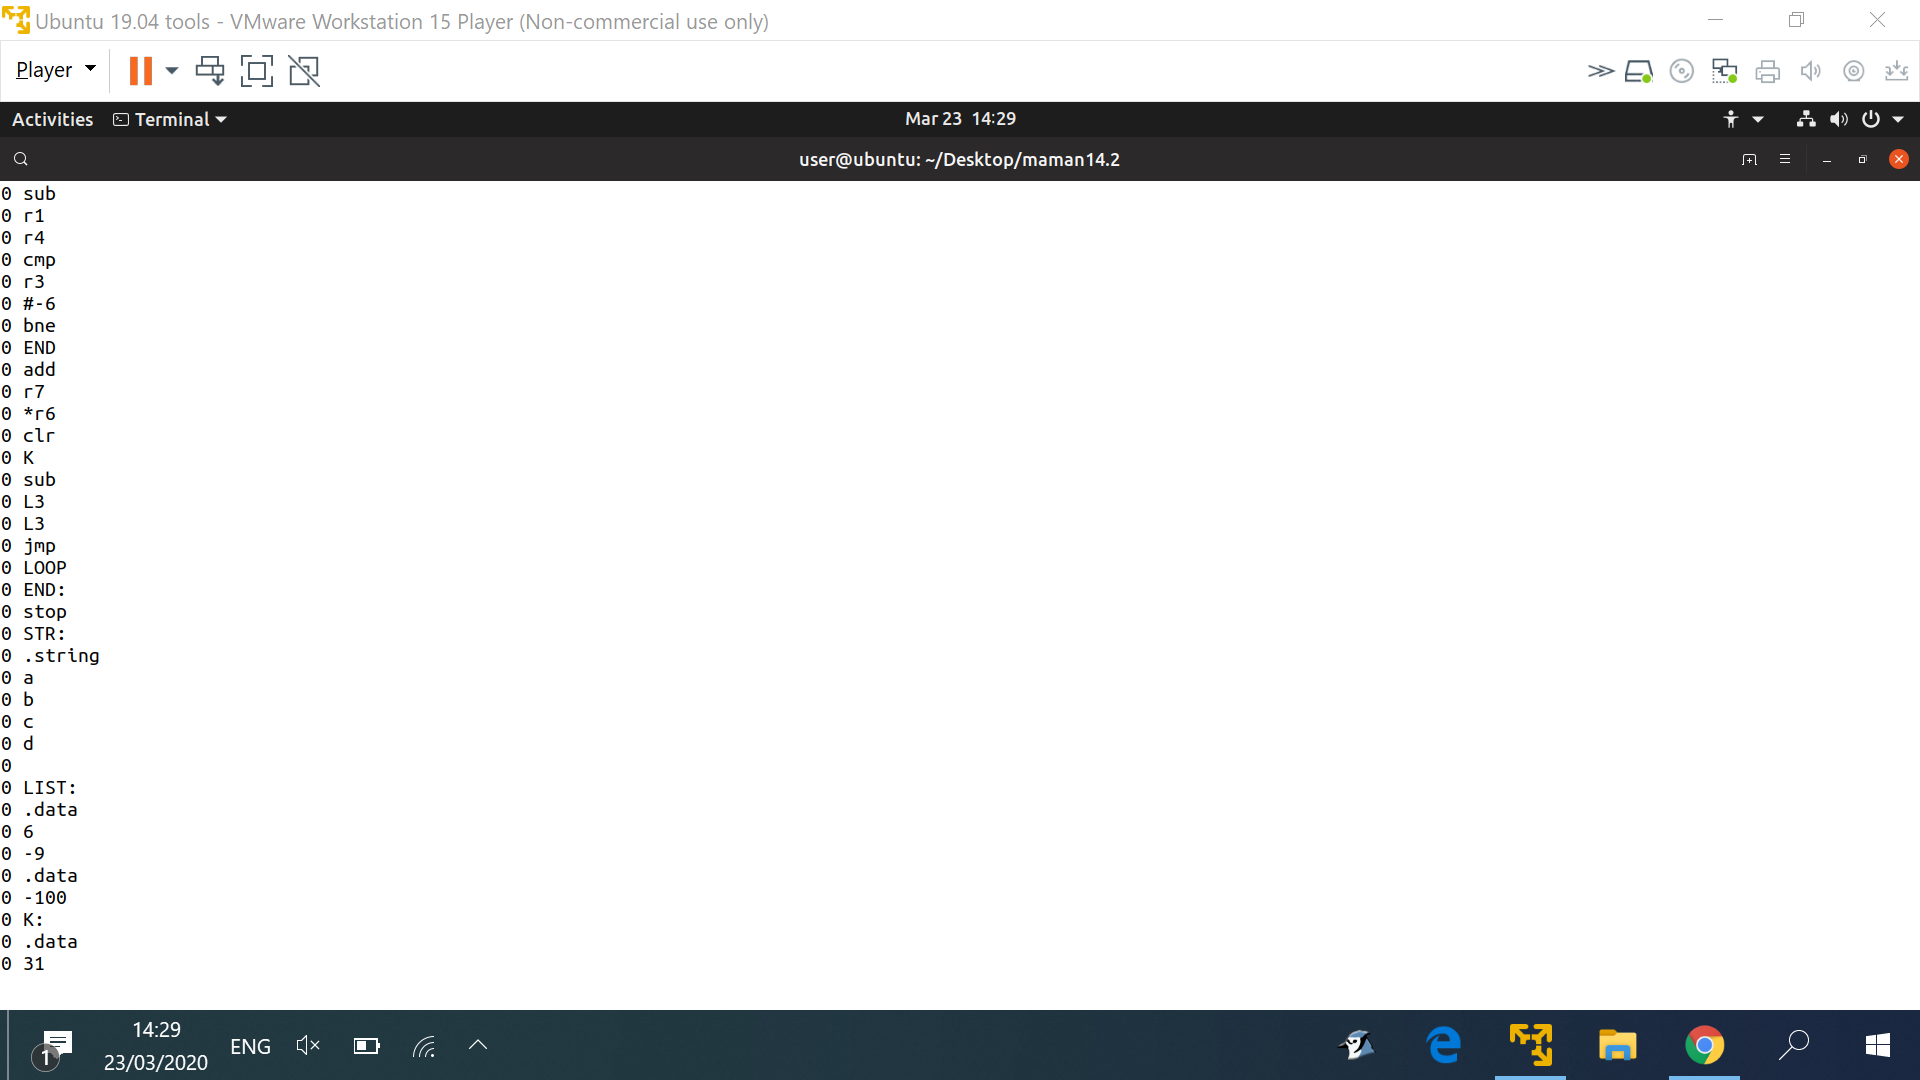 Ubuntu 19.04 tools - VMware Workstation 15 Player (Non-commercial use only)
Player
Activities Terminal Mar 23 14:29
user@ubuntu: ~/Desktop/maman14.2
0 sub
0 r1
0 r4
0 cmp
0 r3
0 #-6
0 bne
0 END
0 add
0 r7
0 *r6
0 clr
0 K
0 sub
0 L3
0 L3
0 jmp
0 LOOP
0 END:
0 stop
0 STR:
0 .string
0 a
0 b
0 c
0 d
0
0 LIST:
0 .data
0 6
0 -9
0 .data
0 -100
0 K:
0 .data
0 31
1 14:29 ENG
23/03/2020